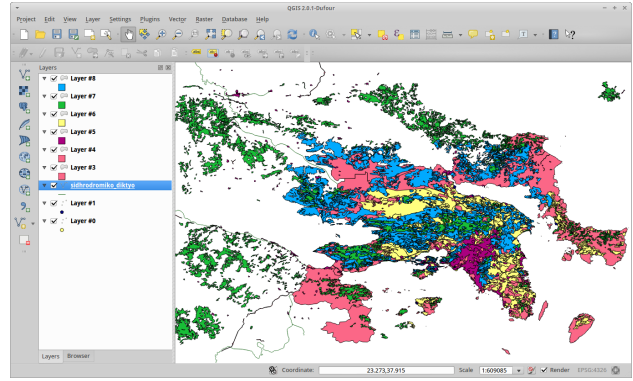 QGIS 2.0.1-Dufour
Project Edit View Layer Settings Plugins Vector Raster Database Help
Layers
Layer #8
Layer #7
Layer #6
Layer #5
Layer #4
Layer #3
sidhrodromiko_diktyo
Layer #1
Layer #0
Layers Browser
Coordinate: 23.273,37.915 Scale 1:609085 Render EPSG:4326